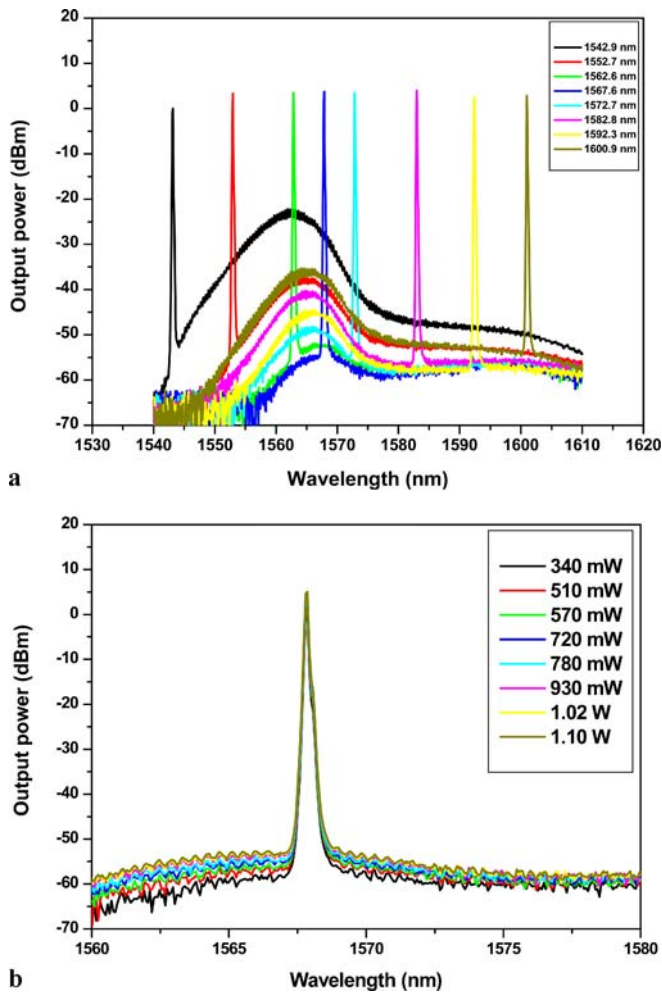 20
10
0
-10
-20
-30
-40
-50
-60
-70
Output power (dBm)
1542.9 nm
1552.7 nm
1562.6 nm
1567.6 nm
1572.7 nm
1582.8 nm
1592.3 nm
1600.9 nm
1530 1540 1550 1560 1570 1580 1590 1600 1610 1620
Wavelength (nm)
a
20
10
0
-10
-20
-30
-40
-50
-60
-70
Output power (dBm)
340 mW
510 mW
570 mW
720 mW
780 mW
930 mW
1.02 W
1.10 W
1560 1565 1570 1575 1580
Wavelength (nm)
b